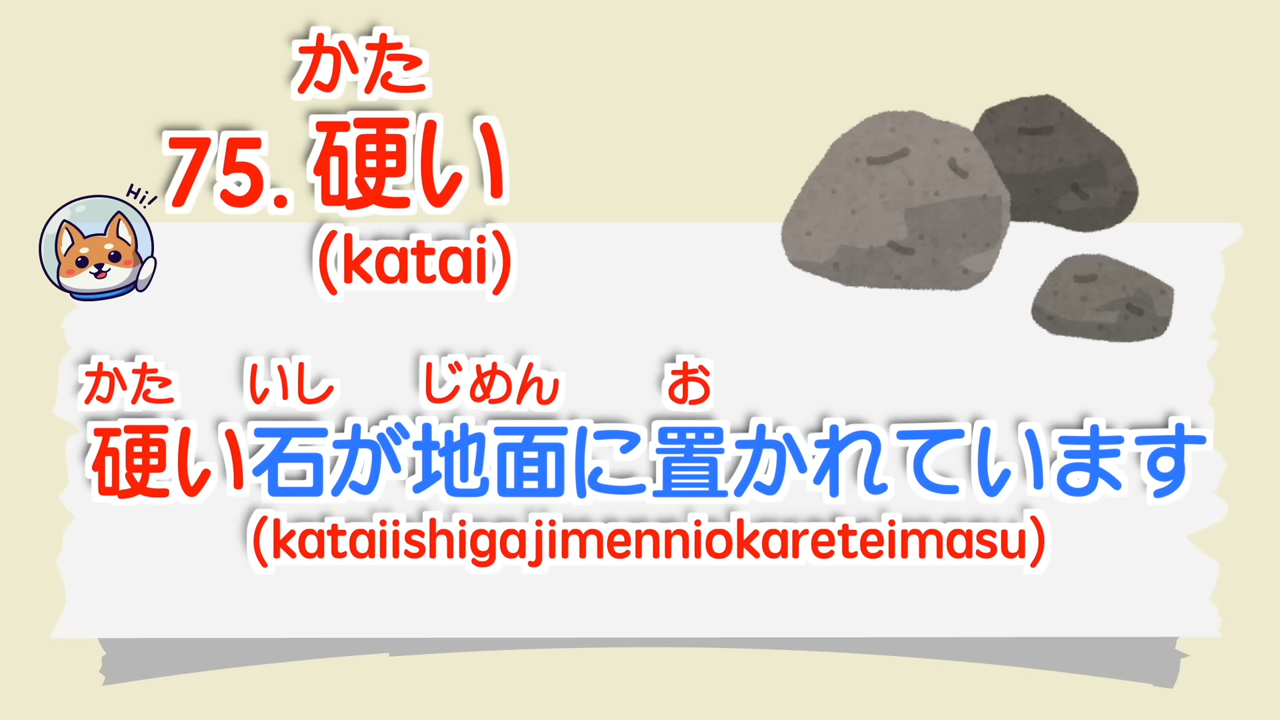 かた
75. 硬い
Hi!
(katai)
かた いし じめん お
硬い石が地面に置かれています
(kataiishigajimenniokareteimasu)